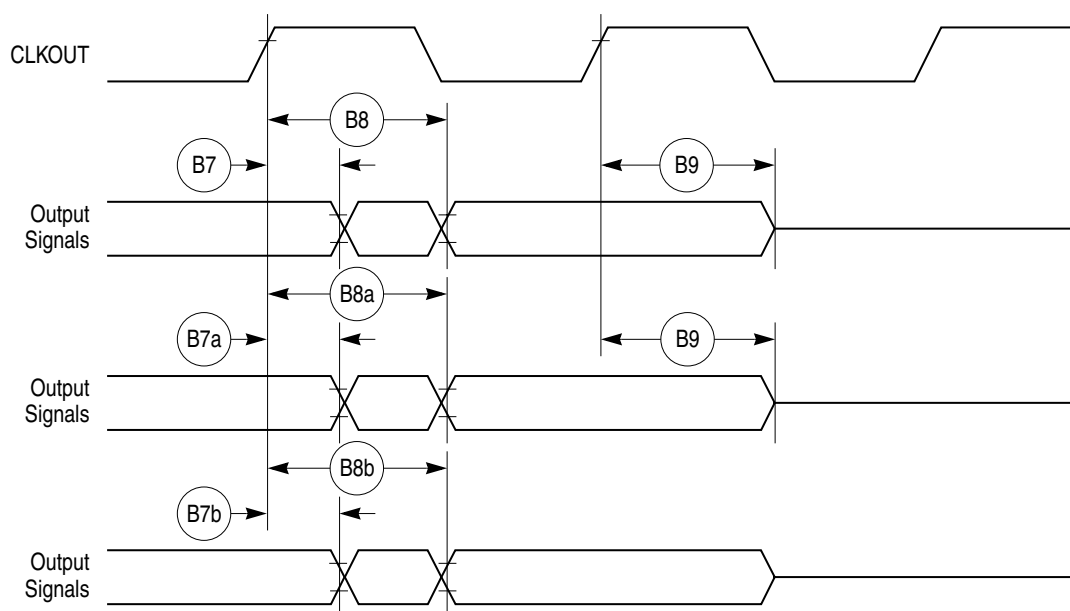 CLKOUT
B8
B7
B9
Output
Signals
B8a
B7a
B9
Output
Signals
B8b
B7b
Output
Signals